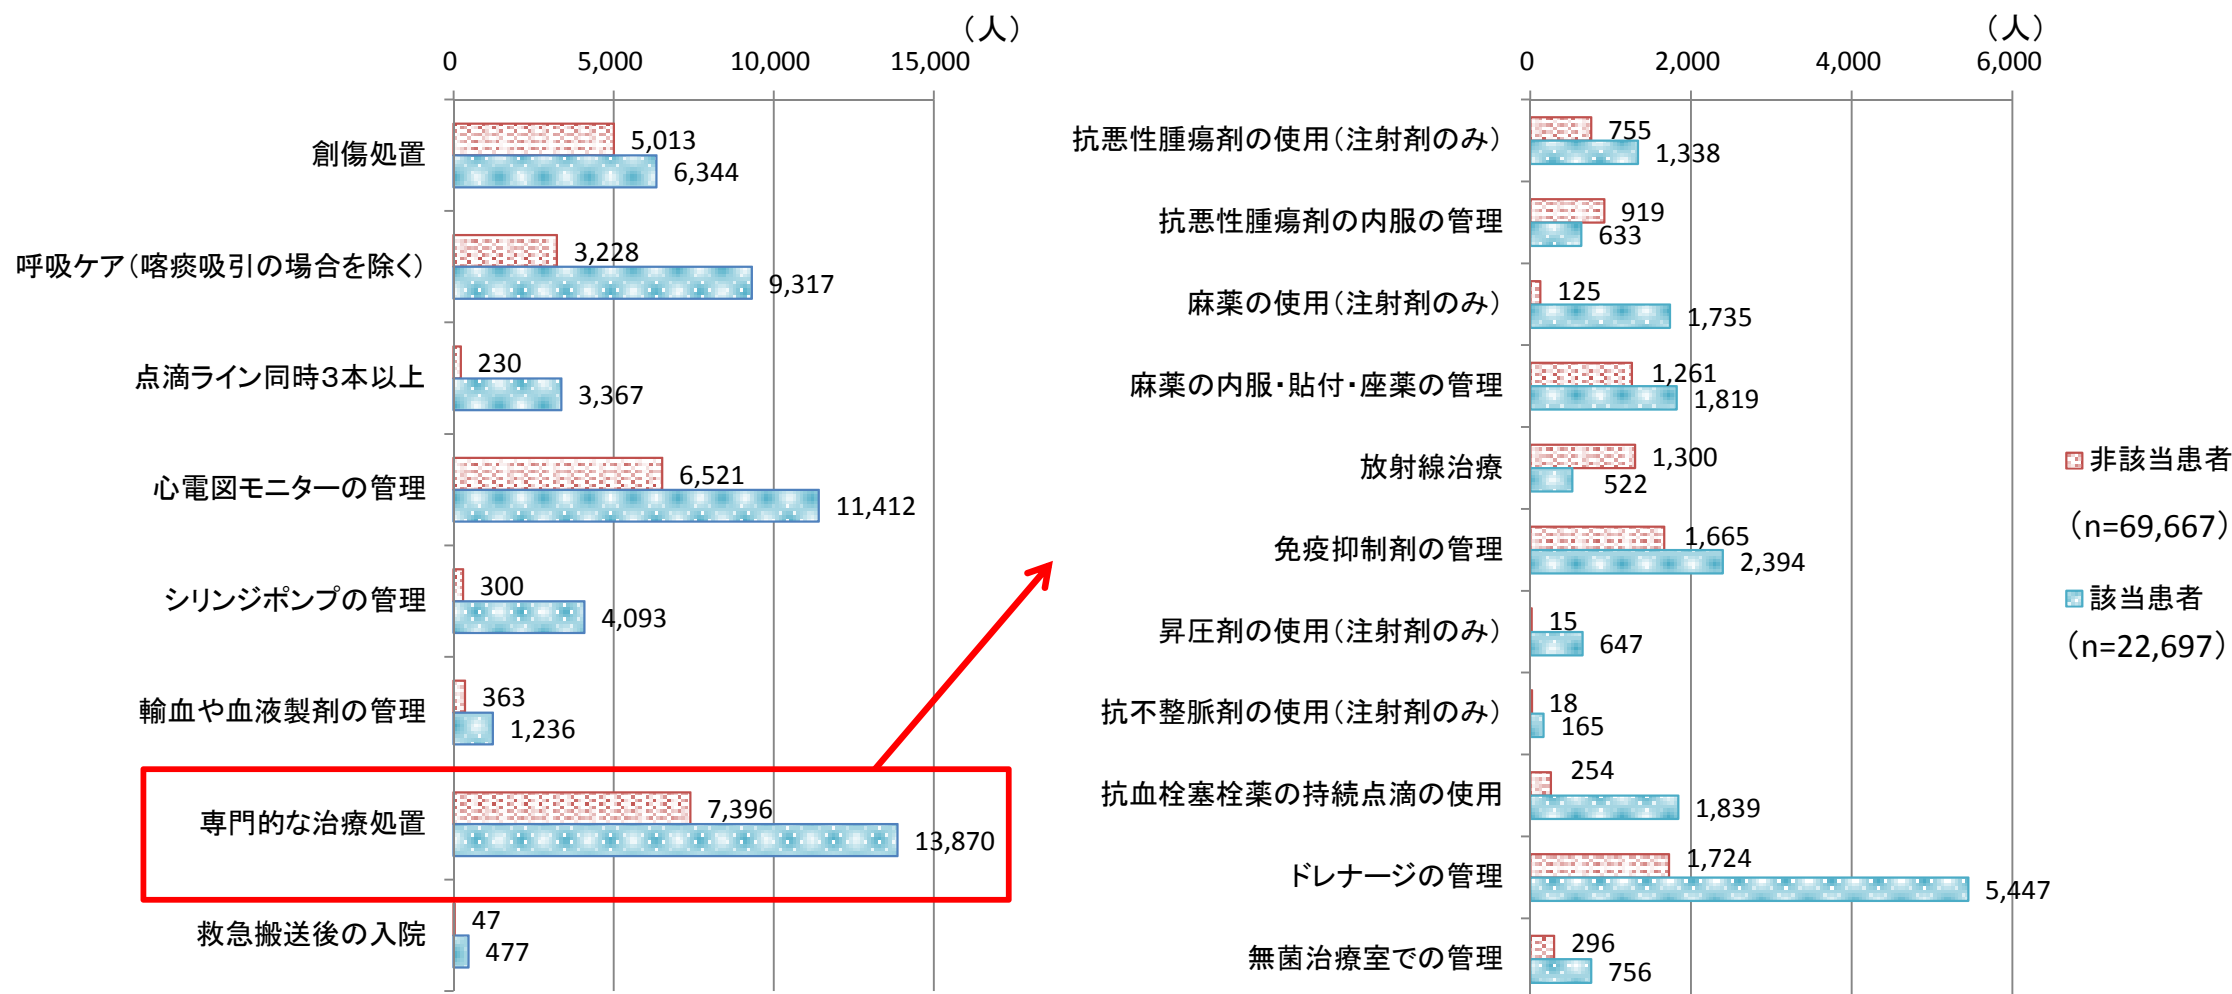 （人）
0 5,000 10,000 15,000
創傷処置
5,013
6,344
呼吸ケア（喀痰吸引の場合を除く）
3,228
9,317
点滴ライン同時３本以上
230
3,367
心電図モニターの管理
6,521
11,412
シリンジポンプの管理
300
4,093
輸血や血液製剤の管理
363
1,236
専門的な治療処置
7,396
13,870
救急搬送後の入院
47
477
（人）
0 2,000 4,000 6,000
抗悪性腫瘍剤の使用（注射剤のみ）
755
1,338
抗悪性腫瘍剤の内服の管理
919
633
麻薬の使用（注射剤のみ）
125
1,735
麻薬の内服・貼付・座薬の管理
1,261
1,819
放射線治療
1,300
522
免疫抑制剤の管理
1,665
2,394
昇圧剤の使用（注射剤のみ）
15
647
抗不整脈剤の使用（注射剤のみ）
18
165
抗血栓塞栓薬の持続点滴の使用
254
1,839
ドレナージの管理
1,724
5,447
無菌治療室での管理
296
756
非該当患者
（n=69,667）
該当患者
（n=22,697）